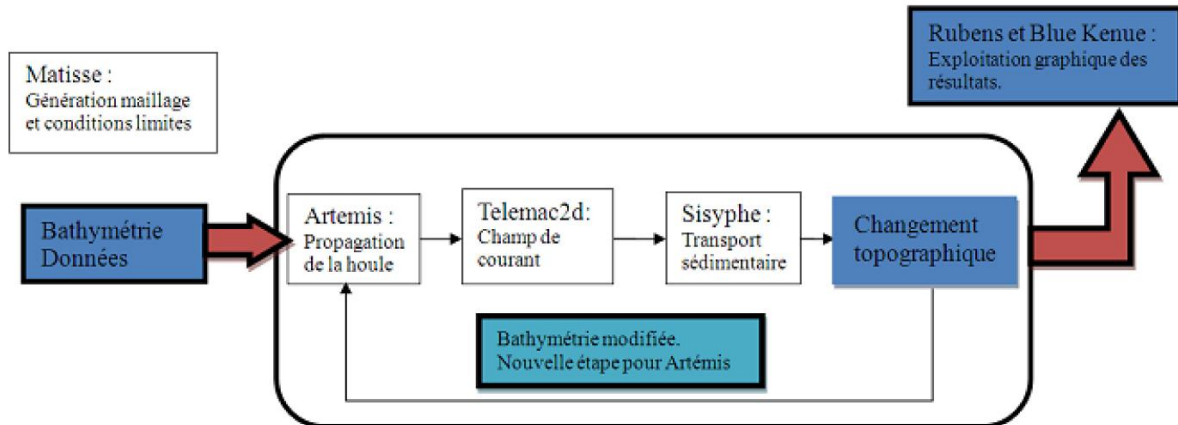 Rubens et Blue Kenue :
Exploitation graphique des
résultats.
Matisse :
Génération maillage
et conditions limites
Bathymétrie
Données
Artemis :
Propagation
de la houle
Telemac2d:
Champ de
courant
Sisyphe :
Transport
sédimentaire
Changement
topographique
Bathymétrie modifiée.
Nouvelle étape pour Artémis